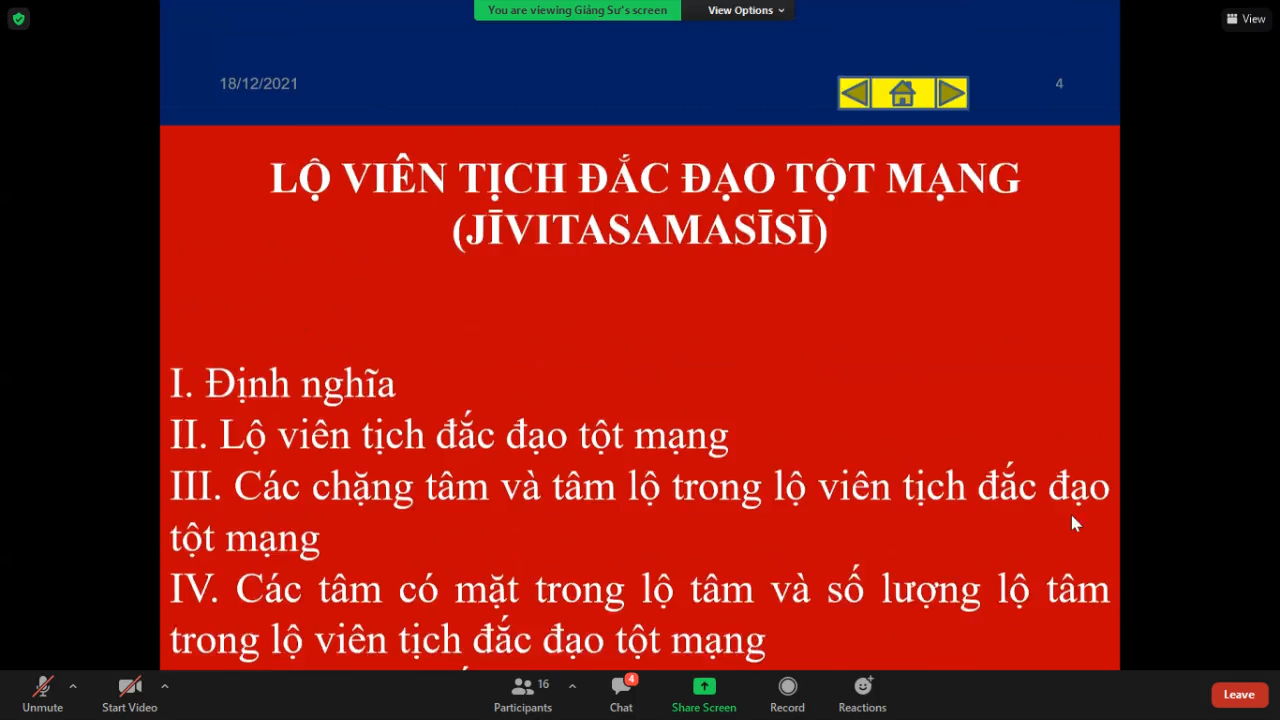 You are viewing Giảng Sư's screen
View Options
View
18/12/2021
4
LỘ VIÊN TỊCH ĐẮC ĐẠO TỘT MẠNG
(JĪVITASAMASĪSĪ)
I. Định nghĩa
II. Lộ viên tịch đắc đạo tột mạng
III. Các chặng tâm và tâm lộ trong lộ viên tịch đắc đạo
tột mạng
IV. Các tâm có mặt trong lộ tâm và số lượng lộ tâm
trong lộ viên tịch đắc đạo tột mạng
Unmute
Start Video
16
Participants
4
Chat
Share Screen
Record
Reactions
Leave